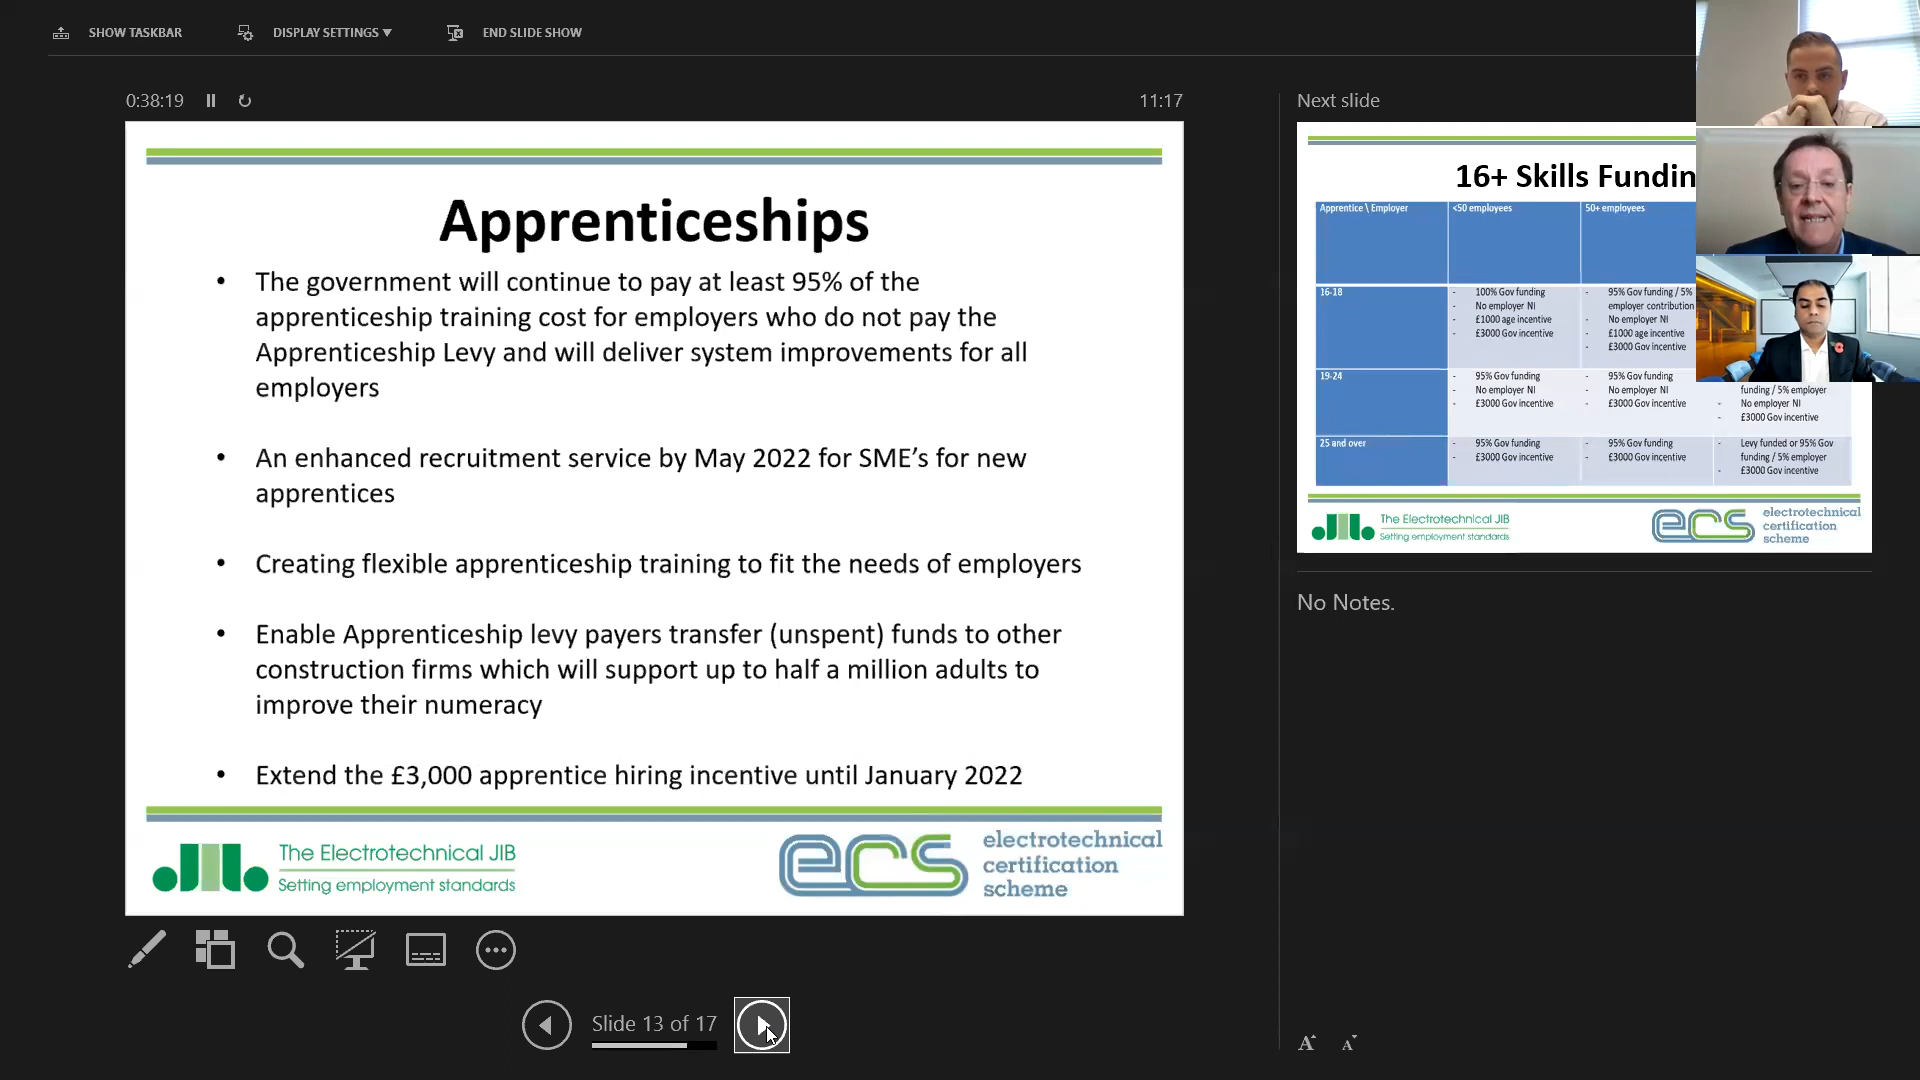 SHOW TASKBAR
DISPLAY SETTINGS ▼
END SLIDE SHOW
0:38:19
11:17
Apprenticeships
• The government will continue to pay at least 95% of the
apprenticeship training cost for employers who do not pay the
Apprenticeship Levy and will deliver system improvements for all
employers
• An enhanced recruitment service by May 2022 for SME’s for new
apprentices
• Creating flexible apprenticeship training to fit the needs of employers
• Enable Apprenticeship levy payers transfer (unspent) funds to other
construction firms which will support up to half a million adults to
improve their numeracy
• Extend the £3,000 apprentice hiring incentive until January 2022
JIB
The Electrotechnical JIB
Setting employment standards
ecs
electrotechnical
certification
scheme
Slide 13 of 17
Next slide
16+ Skills Fundin
Apprentice \ Employer
<50 employees
50+ employees
16-18
- 100% Gov funding
- No employer NI
- £1000 age incentive
- £3000 Gov incentive
- 95% Gov funding / 5%
employer contribution
- No employer NI
- £1000 age incentive
- £3000 Gov incentive
19-24
- 95% Gov funding
- No employer NI
- £3000 Gov incentive
- 95% Gov funding
- No employer NI
- £3000 Gov incentive
funding / 5% employer
- No employer NI
- £3000 Gov incentive
25 and over
- 95% Gov funding
- £3000 Gov incentive
- 95% Gov funding
- £3000 Gov incentive
- Levy funded or 95% Gov
funding / 5% employer
- £3000 Gov incentive
JIB
The Electrotechnical JIB
Setting employment standards
ecs
electrotechnical
certification
scheme
No Notes.
A A